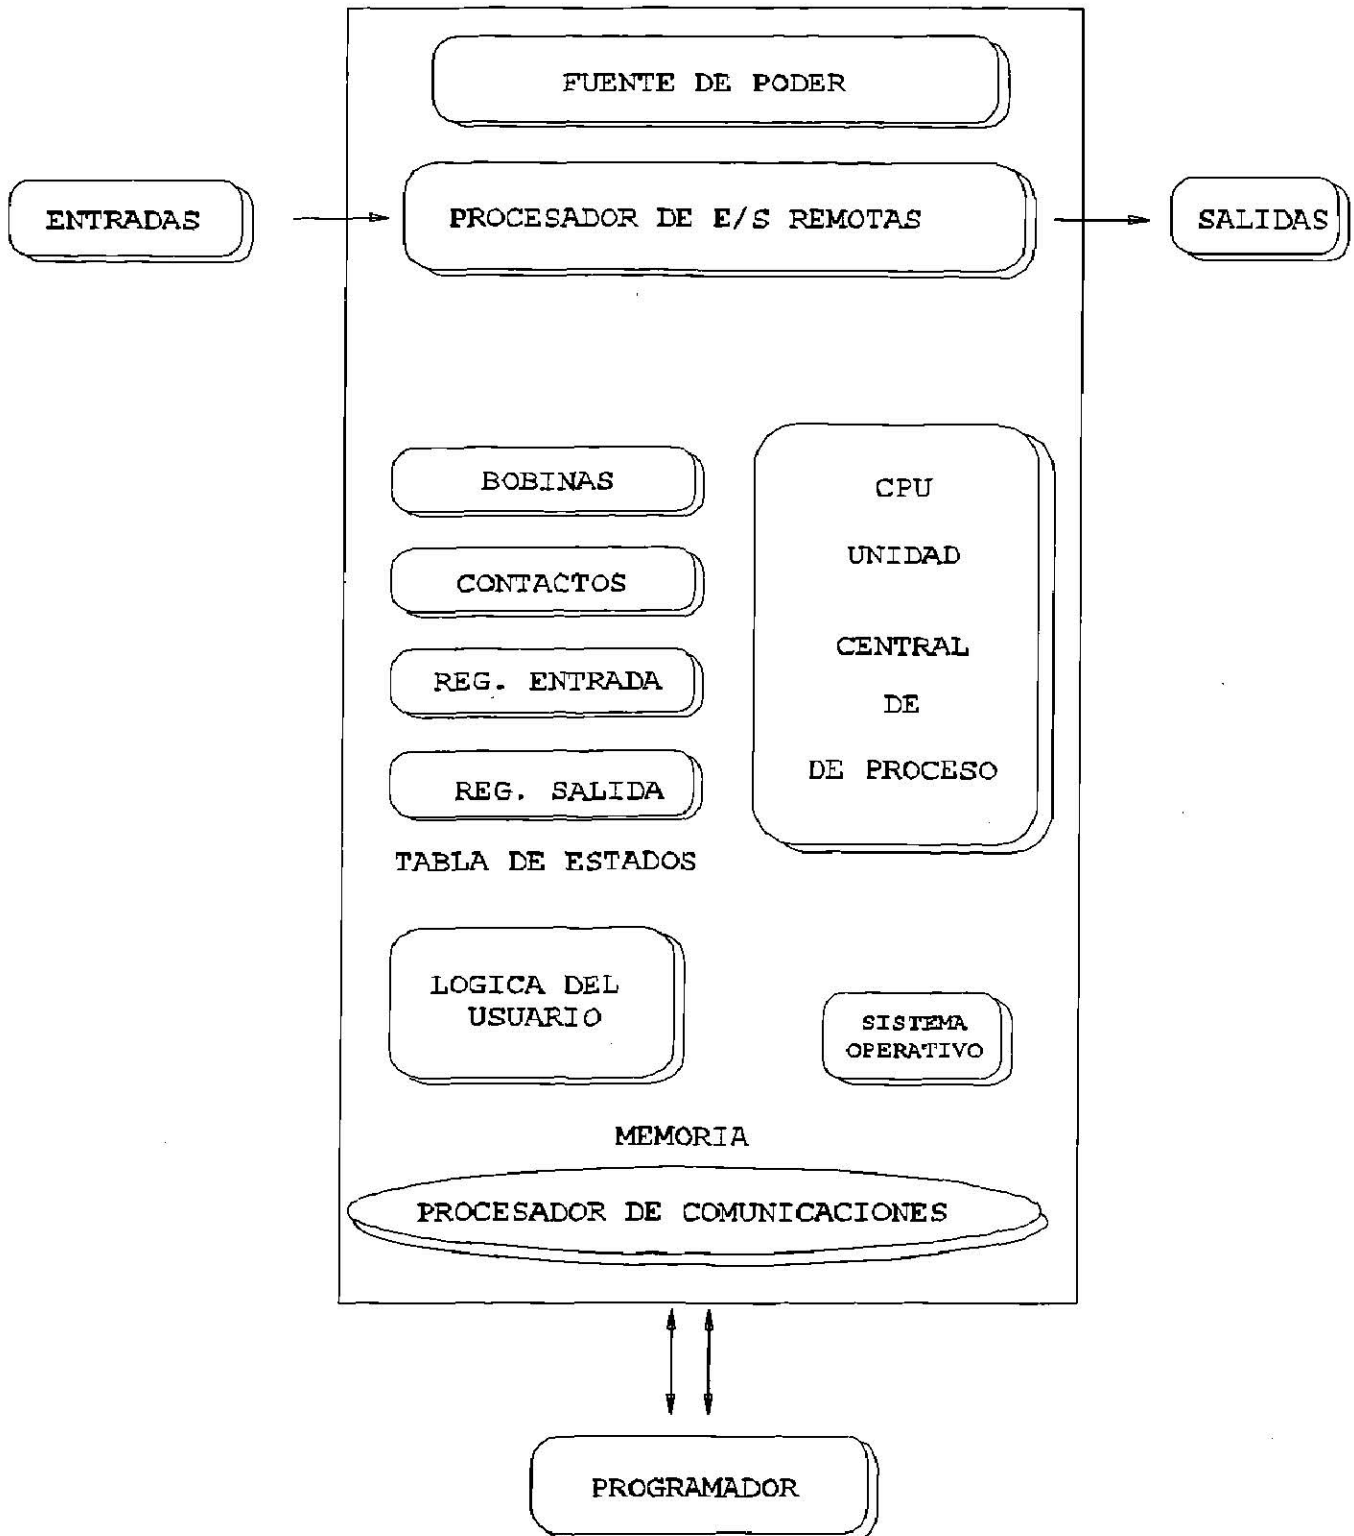 FUENTE DE PODER
ENTRADAS
PROCESADOR DE E/S REMOTAS
SALIDAS
BOBINAS
CONTACTOS
REG. ENTRADA
REG. SALIDA
TABLA DE ESTADOS
CPU
UNIDAD
CENTRAL
DE
DE PROCESO
LOGICA DEL
USUARIO
SISTEMA
OPERATIVO
MEMORIA
PROCESADOR DE COMUNICACIONES
PROGRAMADOR